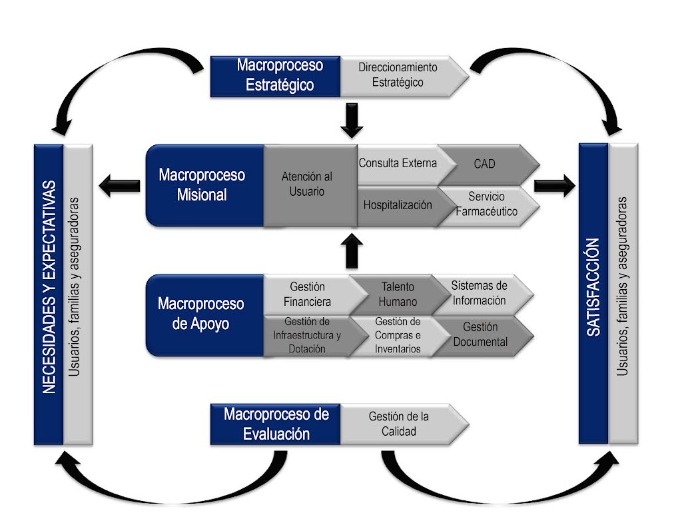 Macroproceso
Estratégico
Direccionamiento
Estratégico
NECESIDADES Y EXPECTATIVAS
Usuarios, familias y aseguradoras
Macroproceso
Misional
Atención al
Usuario
Consulta Externa
CAD
Hospitalización
Servicio
Farmacéutico
SATISFACCIÓN
Usuarios, familias y aseguradoras
Macroproceso
de Apoyo
Gestión
Financiera
Talento
Humano
Sistemas de
Información
Gestión de
Infraestructura y
Dotación
Gestión de
Compras e
Inventarios
Gestión
Documental
Macroproceso de
Evaluación
Gestión de la
Calidad